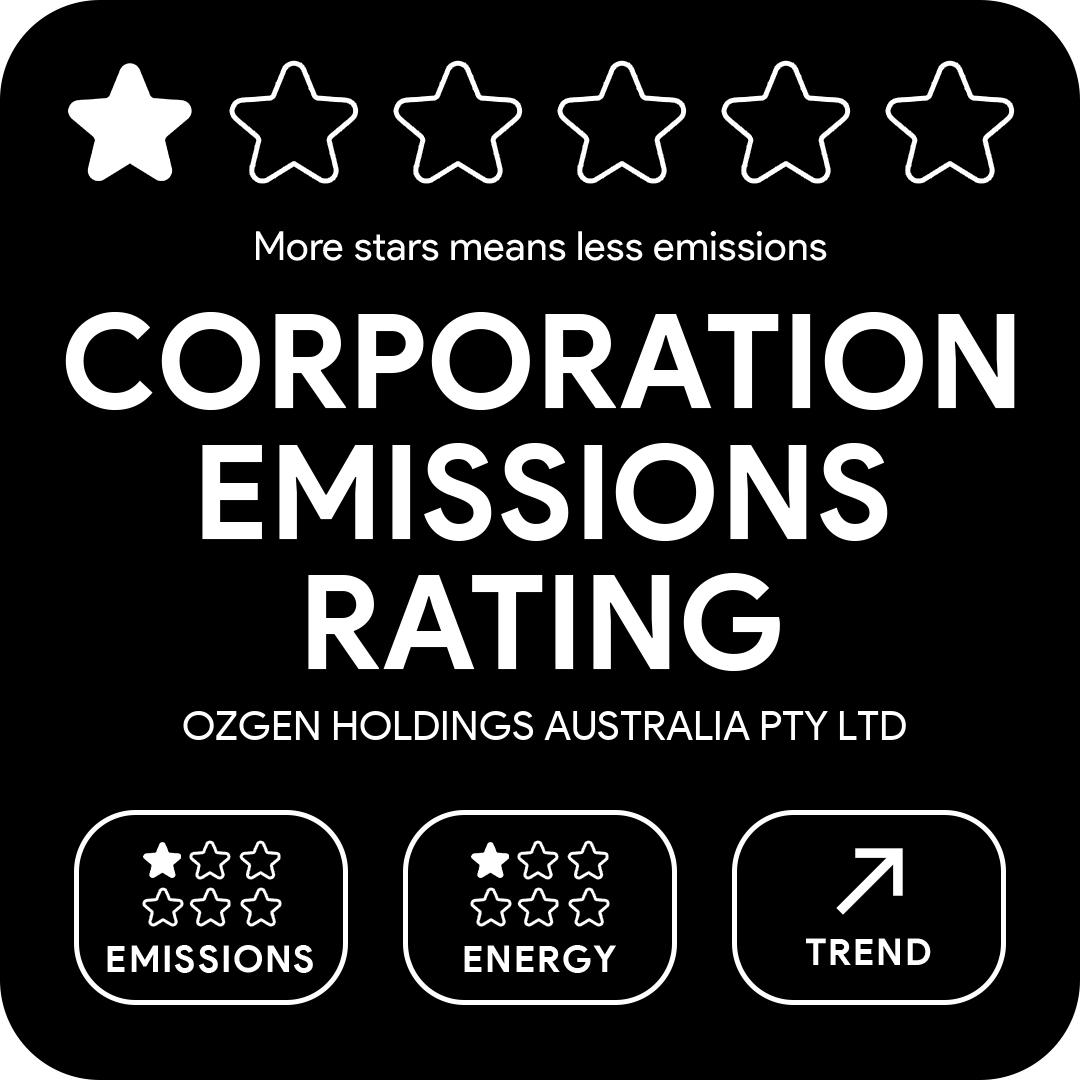 More stars means less emissions
CORPORATION
EMISSIONS
RATING
OZGEN HOLDINGS AUSTRALIA PTY LTD
EMISSIONS
ENERGY
TREND